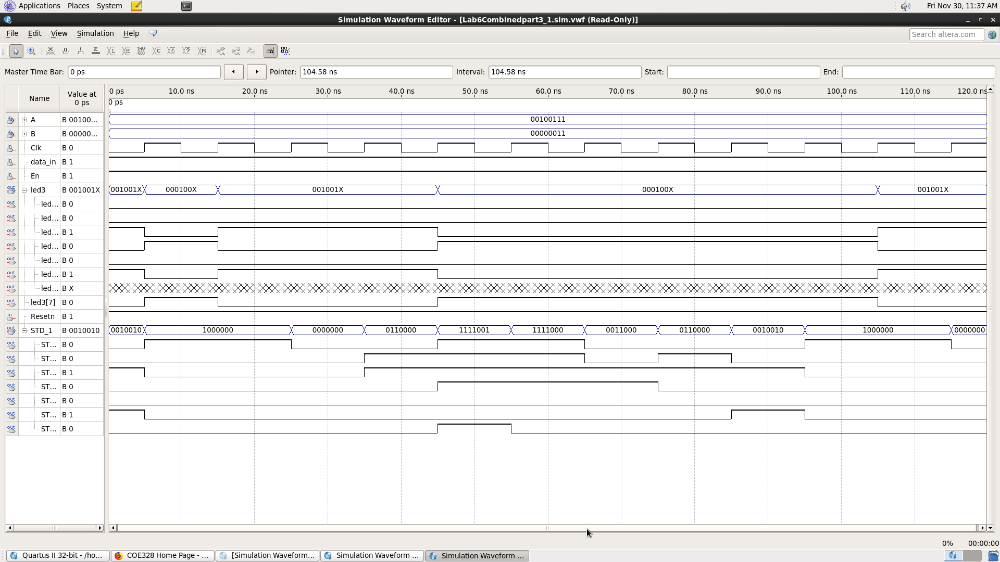 Applications Places System Fri Nov 30, 11:37 AM
Simulation Waveform Editor - [Lab6Combinedpart3_1.sim.vwf (Read-Only)]
File Edit View Simulation Help Search altera.com
Master Time Bar: 0 ps Pointer: 104.58 ns Interval: 104.58 ns Start: End:
Name Value at 0 ps
0 ps 10.0 ns 20.0 ns 30.0 ns 40.0 ns 50.0 ns 60.0 ns 70.0 ns 80.0 ns 90.0 ns 100.0 ns 110.0 ns 120.0 ns
0 ps
A B 00100... 00100111
B B 00000... 00000011
Clk B 0
data_in B 1
En B 1
led3 B 001001X 001001X 000100X 001001X 000100X 001001X
led... B 0
led... B 0
led... B 1
led... B 0
led... B 0
led... B 1
led... B X
led3[7] B 0
Resetn B 1
STD_1 B 0010010 0010010 1000000 0000000 0110000 1111001 1111000 0011000 0110000 0010010 1000000 0000000
ST... B 0
ST... B 0
ST... B 1
ST... B 0
ST... B 0
ST... B 1
ST... B 0
0% 00:00:00
Quartus II 32-bit - /ho... COE328 Home Page - ... [Simulation Waveform... Simulation Waveform ... Simulation Waveform ...